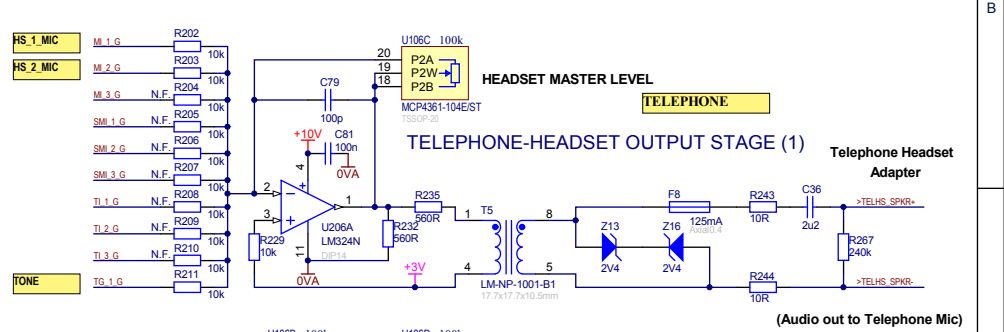 B
HS_1_MIC MI_1_G R202 10k
HS_2_MIC MI_2_G R203 10k
MI_3_G N.F. R204 10k
SMI_1_G N.F. R205 10k
SMI_2_G N.F. R206 10k
SMI_3_G N.F. R207 10k
TI_1_G N.F. R208 10k
TI_2_G N.F. R209 10k
TI_3_G N.F. R210 10k
TONE TG_1_G R211 10k
U106C 100k
20 P2A
19 P2W
18 P2B
MCP4361-104E/ST
TSSOP-20
HEADSET MASTER LEVEL
TELEPHONE
C79
100p
+10V
C81
100n
0VA
TELEPHONE-HEADSET OUTPUT STAGE (1)
Telephone Headset
Adapter
4
2
3
1
11
U206A
LM324N
DIP14
0VA
R229
10k
R235
560R
R232
560R
+3V
T5
1
8
4
5
LM-NP-1001-B1
17.7x17.7x10.5mm
Z13
2V4
Z16
2V4
F8
125mA
Axial0.4
R243
10R
C36
2u2
>TELHS_SPKR+
R267
240k
R244
10R
>TELHS_SPKR-
(Audio out to Telephone Mic)